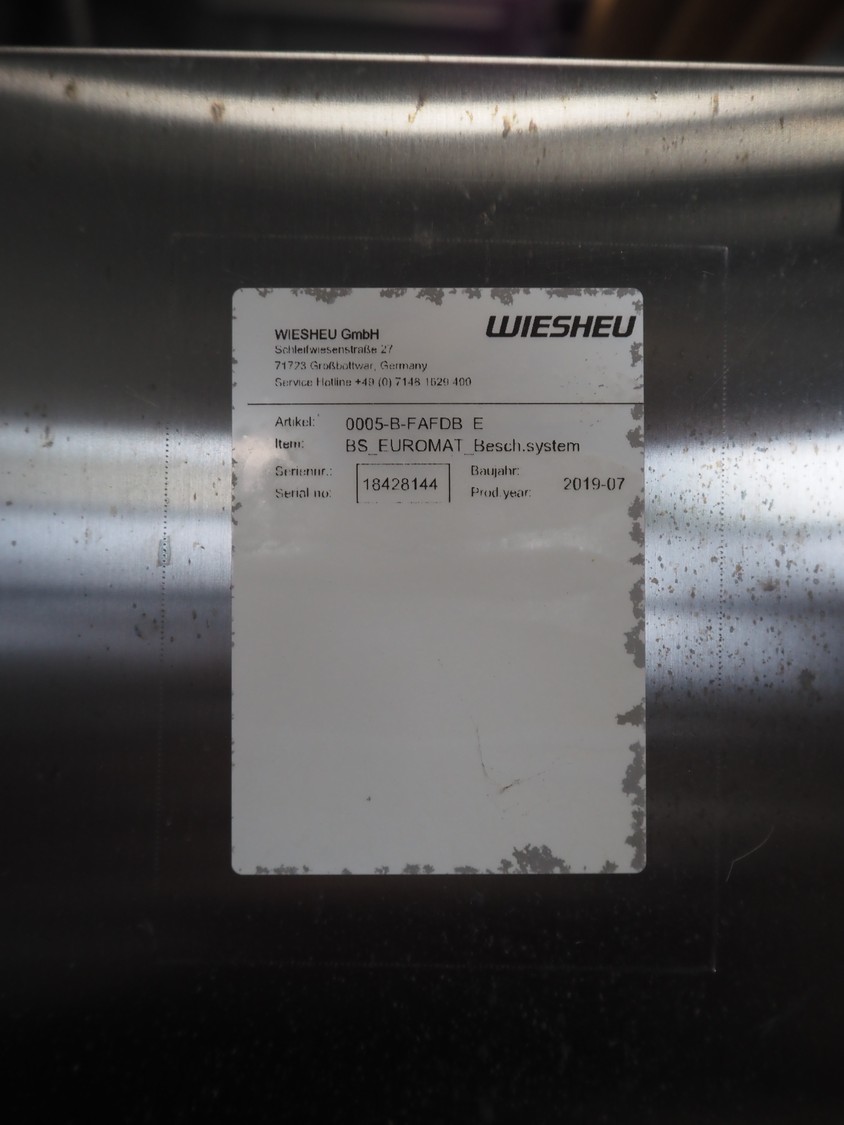 WIESHEU
WIESHEU GmbH
Schleifwiesenstraße 27
71723 Großbottwar, Germany
Service Hotline +49 (0) 7148 1629 400
Artikel: 0005-B-FAFDB E
Item: BS_EUROMAT_Besch.system
Seriennr.: Baujahr:
18428144 2019-07
Serial no: Prod.year: